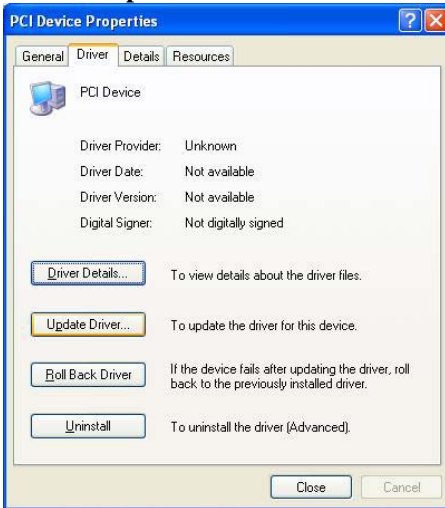 PCI Device Properties
General Driver Details Resources
PCI Device
Driver Provider: Unknown
Driver Date: Not available
Driver Version: Not available
Digital Signer: Not digitally signed
Driver Details... To view details about the driver files.
Update Driver... To update the driver for this device.
Roll Back Driver If the device fails after updating the driver, roll
back to the previously installed driver.
Uninstall To uninstall the driver (Advanced).
Close Cancel